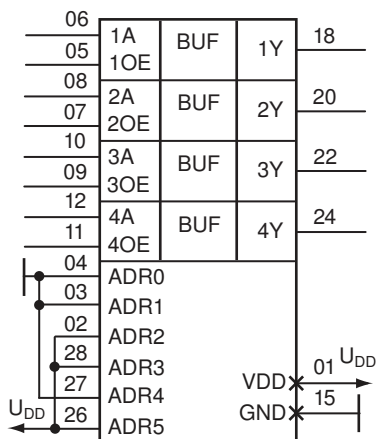 06 1A BUF 1Y 18
05 1OE
08 2A BUF 2Y 20
07 2OE
10 3A BUF 3Y 22
09 3OE
12 4A BUF 4Y 24
11 4OE
04 ADR0
03 ADR1
02 ADR2
28 ADR3
VDD 01 UDD
27 ADR4
GND 15
UDD 26 ADR5